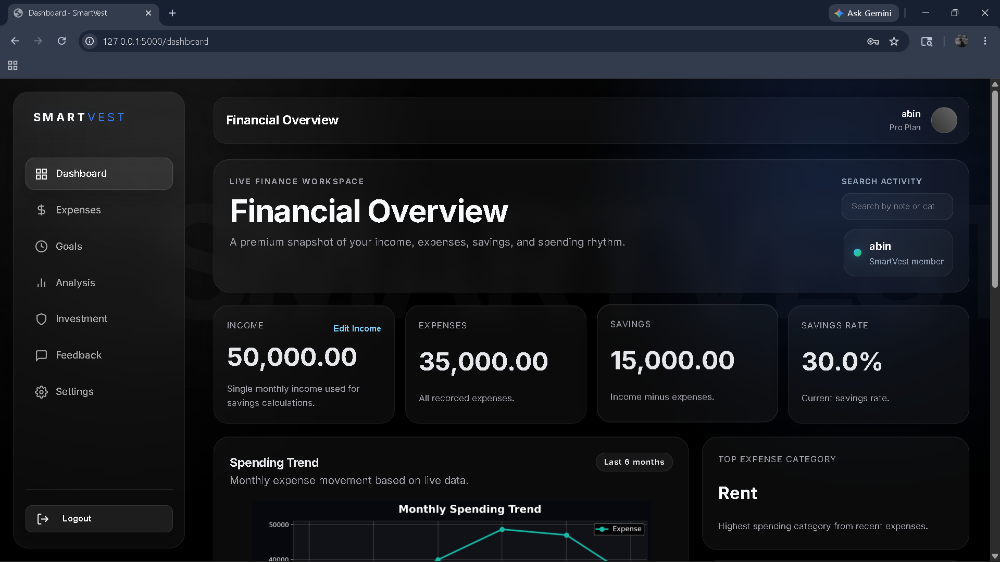 Dashboard - SmartVest
Ask Gemini
127.0.0.1:5000/dashboard
SMARTVEST
Dashboard
Expenses
Goals
Analysis
Investment
Feedback
Settings
Logout
Financial Overview
abin
Pro Plan
LIVE FINANCE WORKSPACE
Financial Overview
A premium snapshot of your income, expenses, savings, and spending rhythm.
SEARCH ACTIVITY
Search by note or cat
abin
SmartVest member
INCOME
Edit Income
50,000.00
Single monthly income used for
savings calculations.
EXPENSES
35,000.00
All recorded expenses.
SAVINGS
15,000.00
Income minus expenses.
SAVINGS RATE
30.0%
Current savings rate.
Spending Trend
Last 6 months
Monthly expense movement based on live data.
Monthly Spending Trend
50000
Expense
40000
TOP EXPENSE CATEGORY
Rent
Highest spending category from recent expenses.